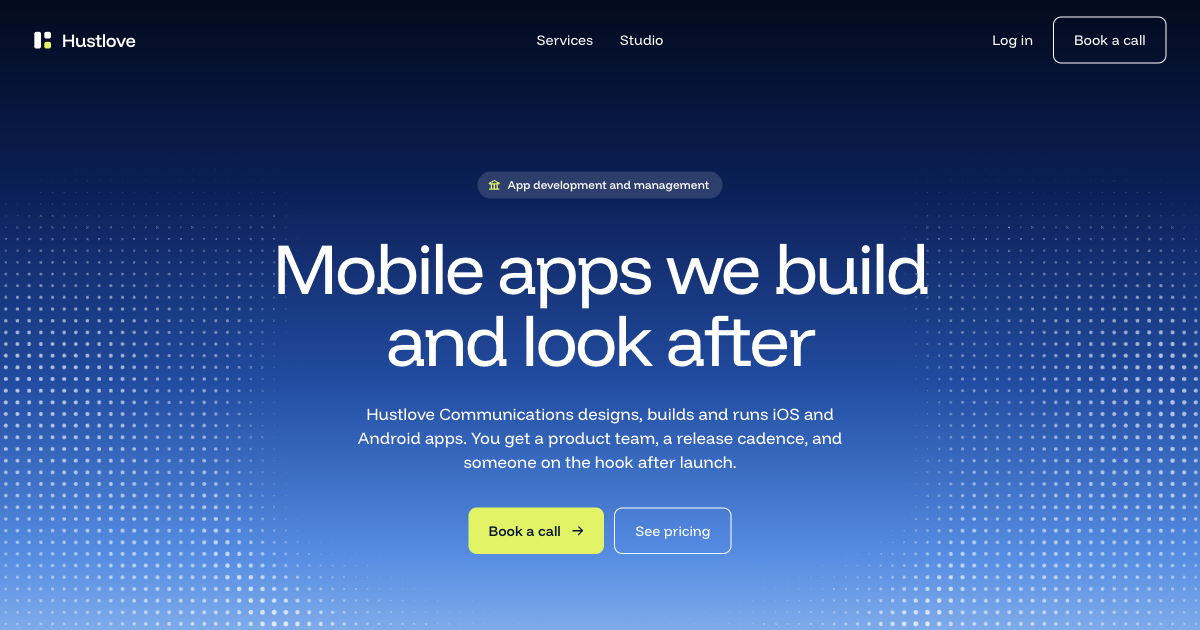 Hustlove
Services
Studio
Log in
Book a call
App development and management
Mobile apps we build
and look after
Hustlove Communications designs, builds and runs iOS and
Android apps. You get a product team, a release cadence, and
someone on the hook after launch.
Book a call
See pricing